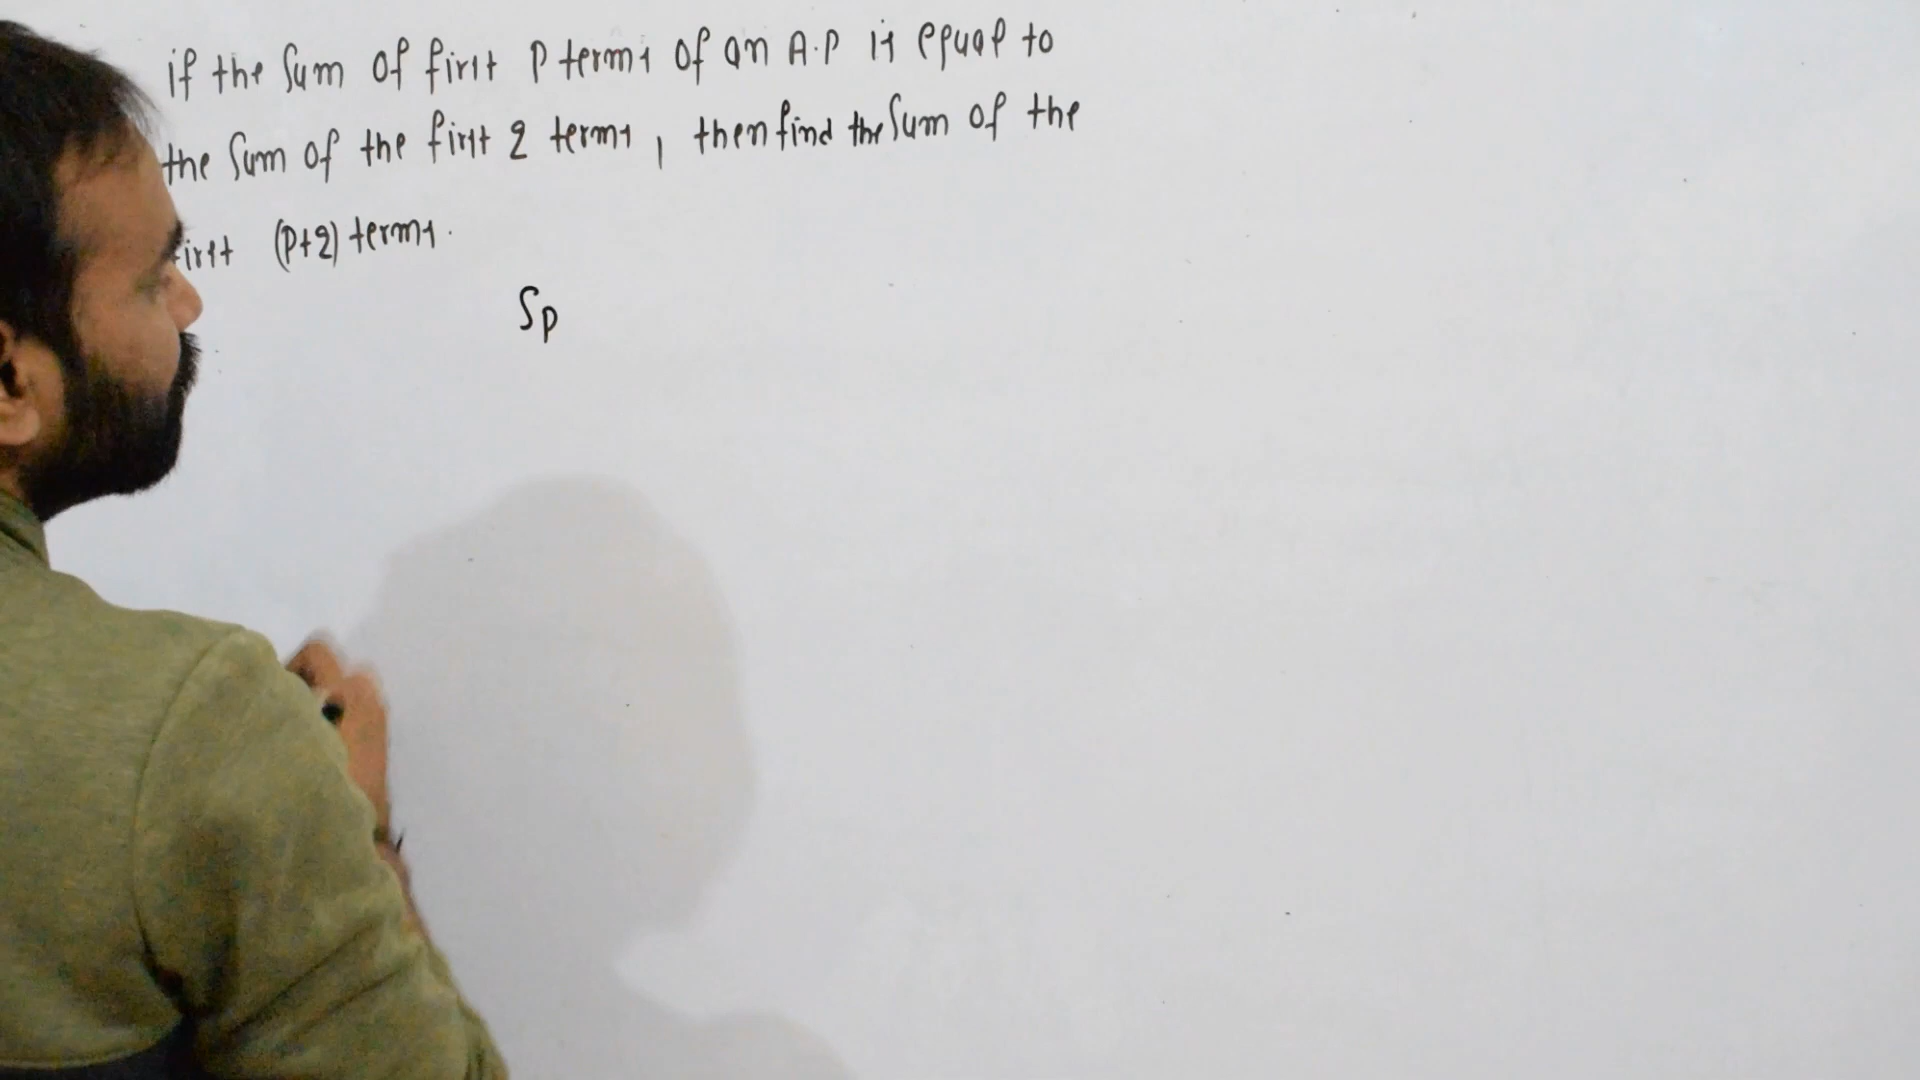 if the sum of first P terms of an A.P is equal to
the sum of the first q terms, then find the sum of the
first (P+q) terms.
Sp